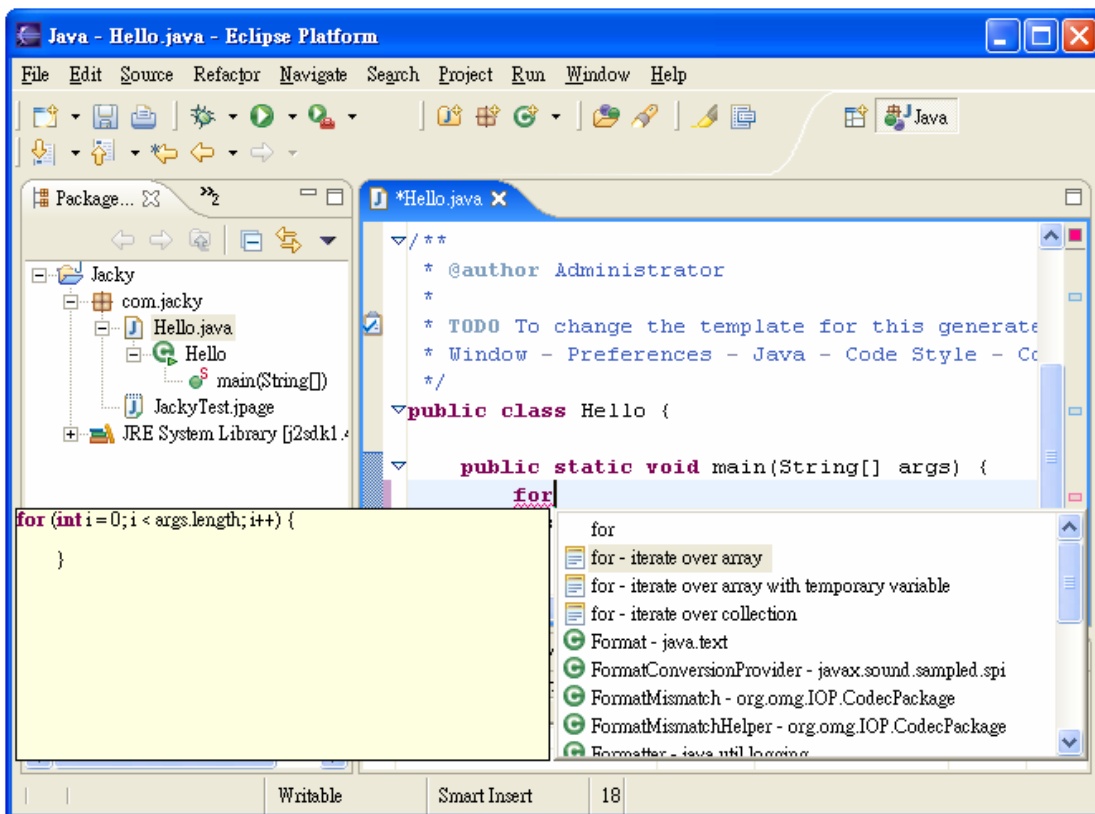 Java - Hello.java - Eclipse Platform
File Edit Source Refactor Navigate Search Project Run Window Help
Java
Package... »2
*Hello.java
Jacky
com.jacky
Hello.java
Hello
main(String[])
JackyTest.jpage
JRE System Library [j2sdk1.4
/**
* @author Administrator
*
* TODO To change the template for this generate
* Window - Preferences - Java - Code Style - Co
*/
public class Hello {
public static void main(String[] args) {
for
for (int i = 0; i < args.length; i++) {
}
for
for - iterate over array
for - iterate over array with temporary variable
for - iterate over collection
Format - java.text
FormatConversionProvider - javax.sound.sampled.spi
FormatMismatch - org.omg.IOP.CodecPackage
FormatMismatchHelper - org.omg.IOP.CodecPackage
Formatter - java.util.logging
Writable Smart Insert 18